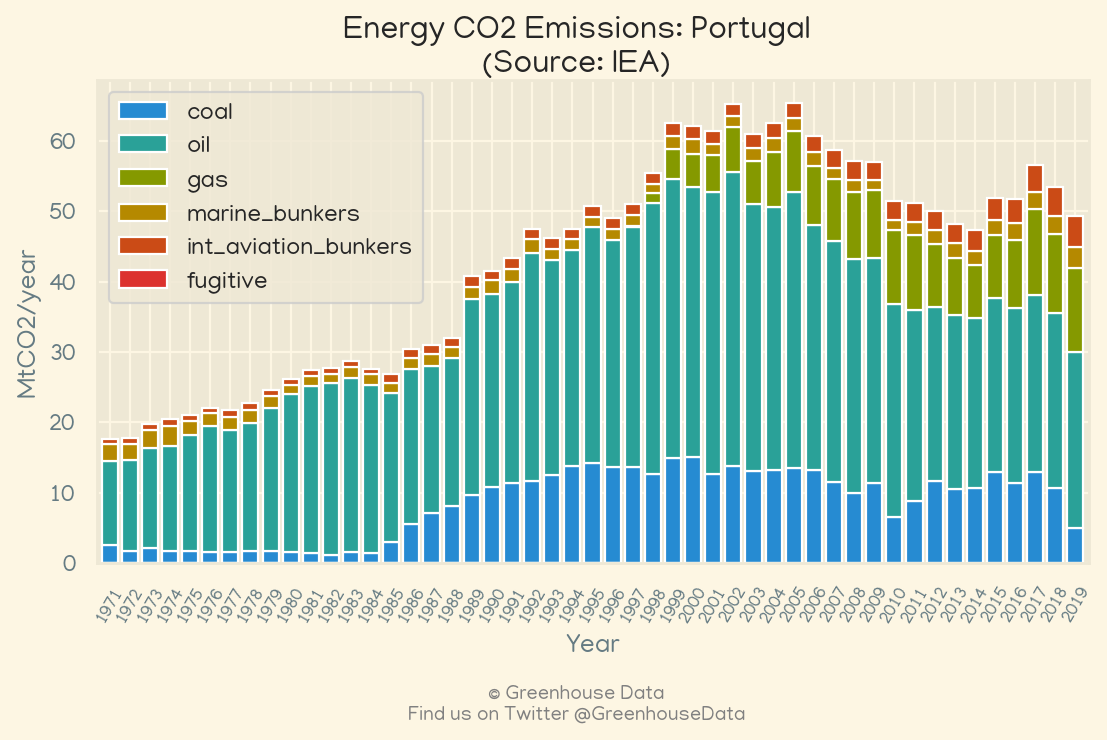 Energy CO2 Emissions: Portugal
(Source: IEA)
coal
oil
gas
marine_bunkers
int_aviation_bunkers
fugitive
MtCO2/year
60
50
40
30
20
10
0
1971 1972 1973 1974 1975 1976 1977 1978 1979 1980 1981 1982 1983 1984 1985 1986 1987 1988 1989 1990 1991 1992 1993 1994 1995 1996 1997 1998 1999 2000 2001 2002 2003 2004 2005 2006 2007 2008 2009 2010 2011 2012 2013 2014 2015 2016 2017 2018 2019
Year
© Greenhouse Data
Find us on Twitter @GreenhouseData